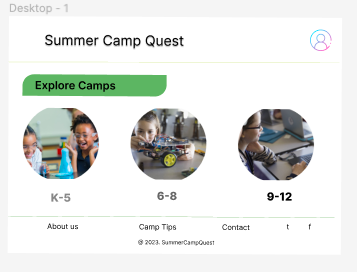 Desktop - 1
Summer Camp Quest
Explore Camps
K-5 6-8 9-12
About us Camp Tips Contact t f
@ 2023. SummerCampQuest